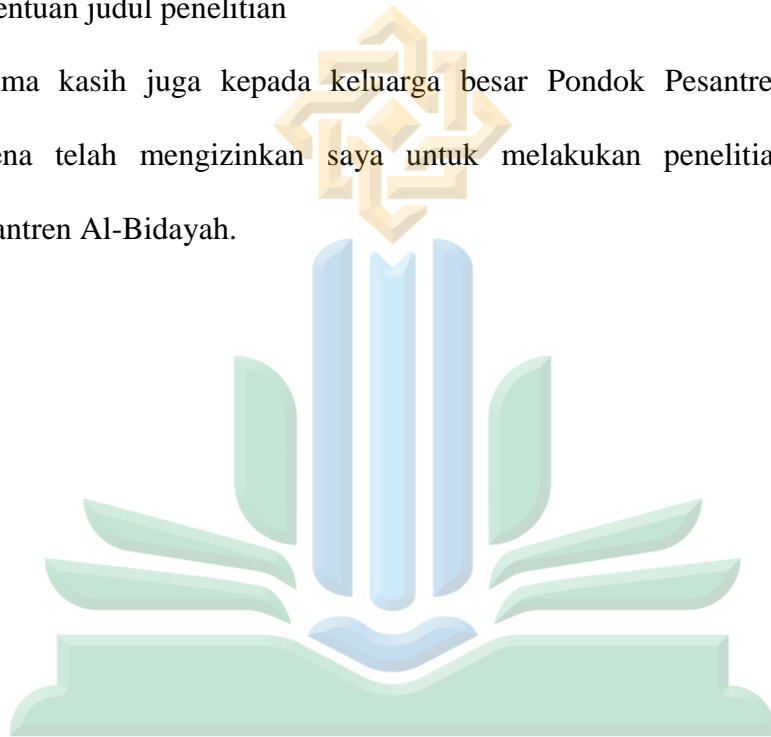 entuan judul penelitian
ma kasih juga kepada keluarga besar Pondok Pesantre
ena telah mengizinkan saya untuk melakukan penelitia
antren Al-Bidayah.